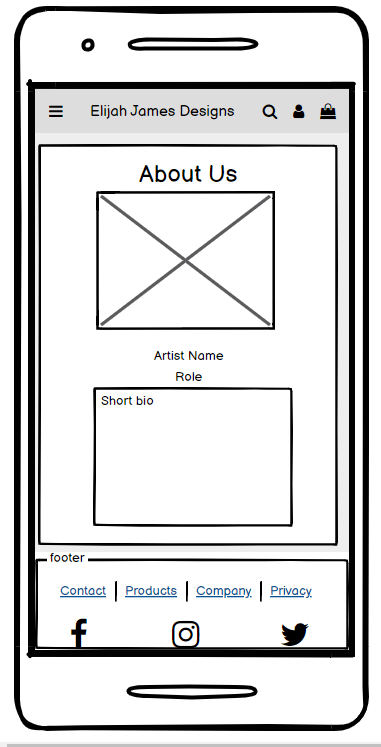 Elijah James Designs
About Us
Artist Name
Role
Short bio
footer
Contact | Products | Company | Privacy